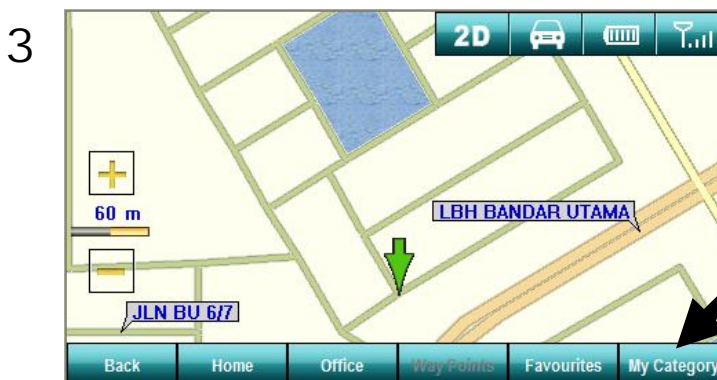 3
2D
60 m
LBH BANDAR UTAMA
JLN BU 6/7
Back Home Office Way Points Favourites My Category